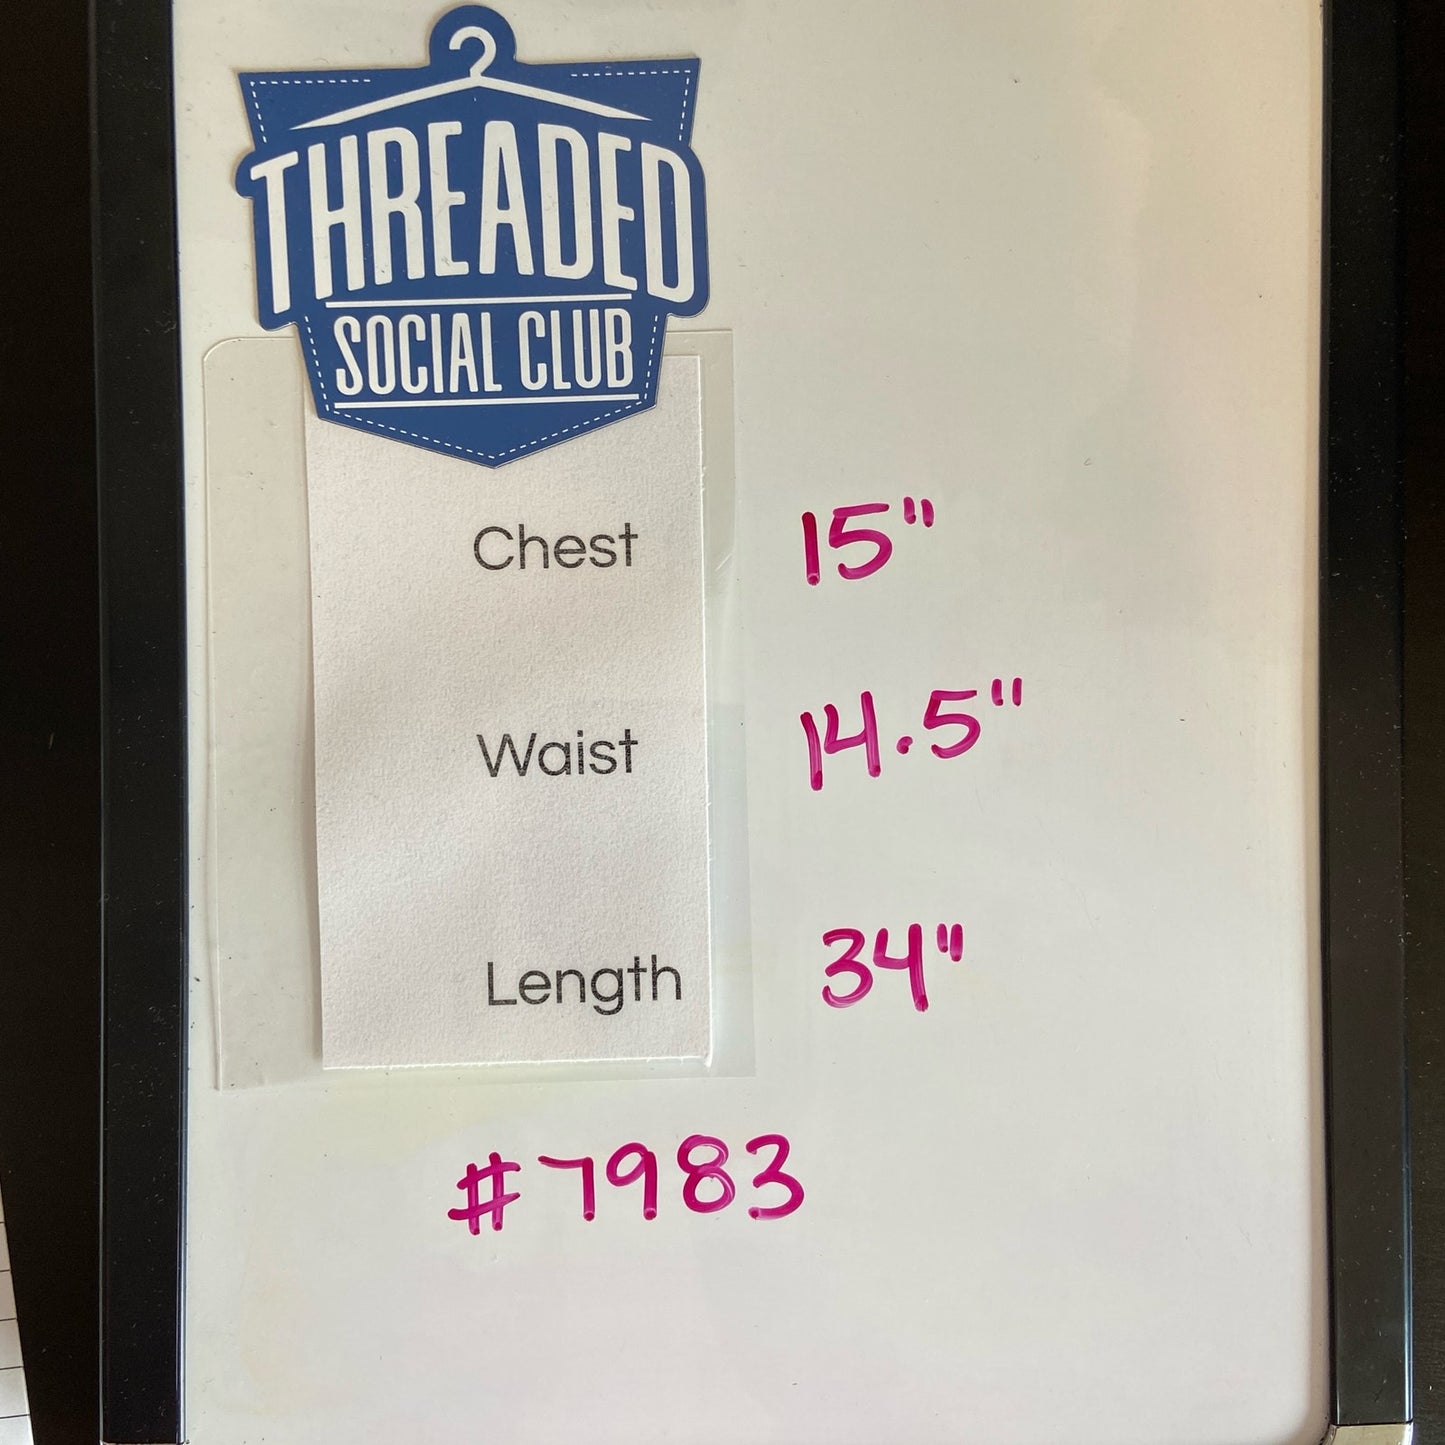 THREADED
SOCIAL CLUB
Chest 15"
Waist 14.5"
Length 34"
#7983